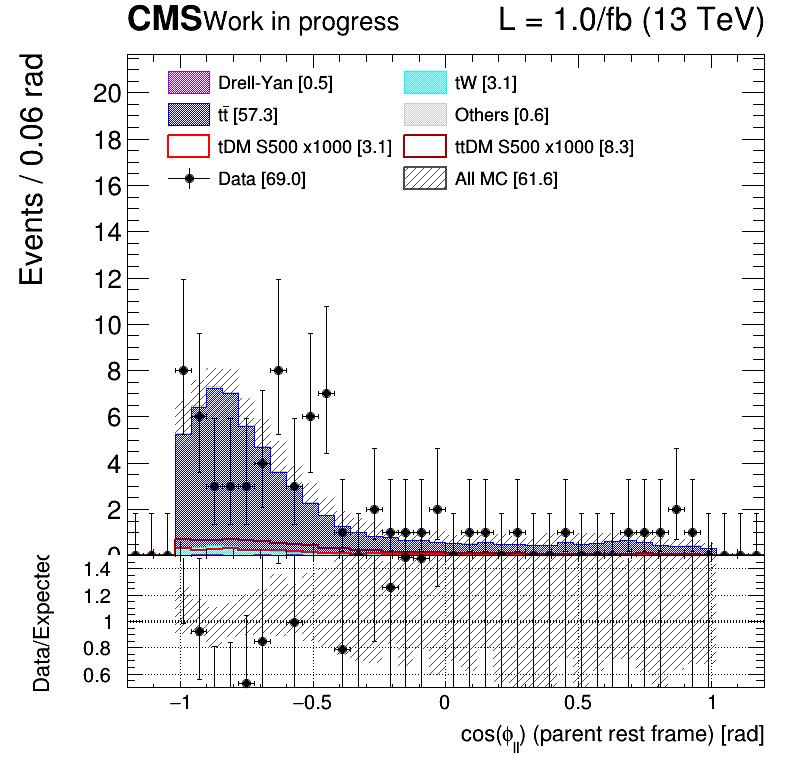 CMS Work in progress L = 1.0/fb (13 TeV)
Events / 0.06 rad
Drell-Yan [0.5] tW [3.1]
tt̄ [57.3] Others [0.6]
tDM S500 x1000 [3.1] ttDM S500 x1000 [8.3]
Data [69.0] All MC [61.6]
20
18
16
14
12
10
8
6
4
2
0
Data/Expected
1.4
1.2
1
0.8
0.6
−1 −0.5 0 0.5 1
cos(ϕ_ll) (parent rest frame) [rad]